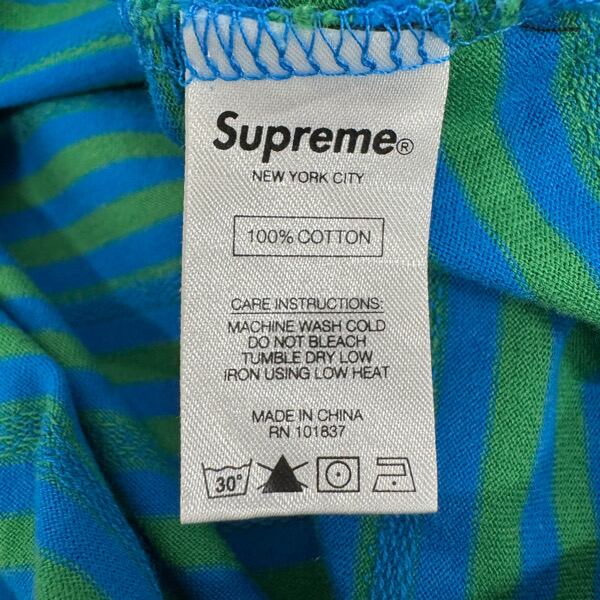 Supreme®
NEW YORK CITY
100% COTTON
CARE INSTRUCTIONS:
MACHINE WASH COLD
DO NOT BLEACH
TUMBLE DRY LOW
IRON USING LOW HEAT
MADE IN CHINA
RN 101837
30°